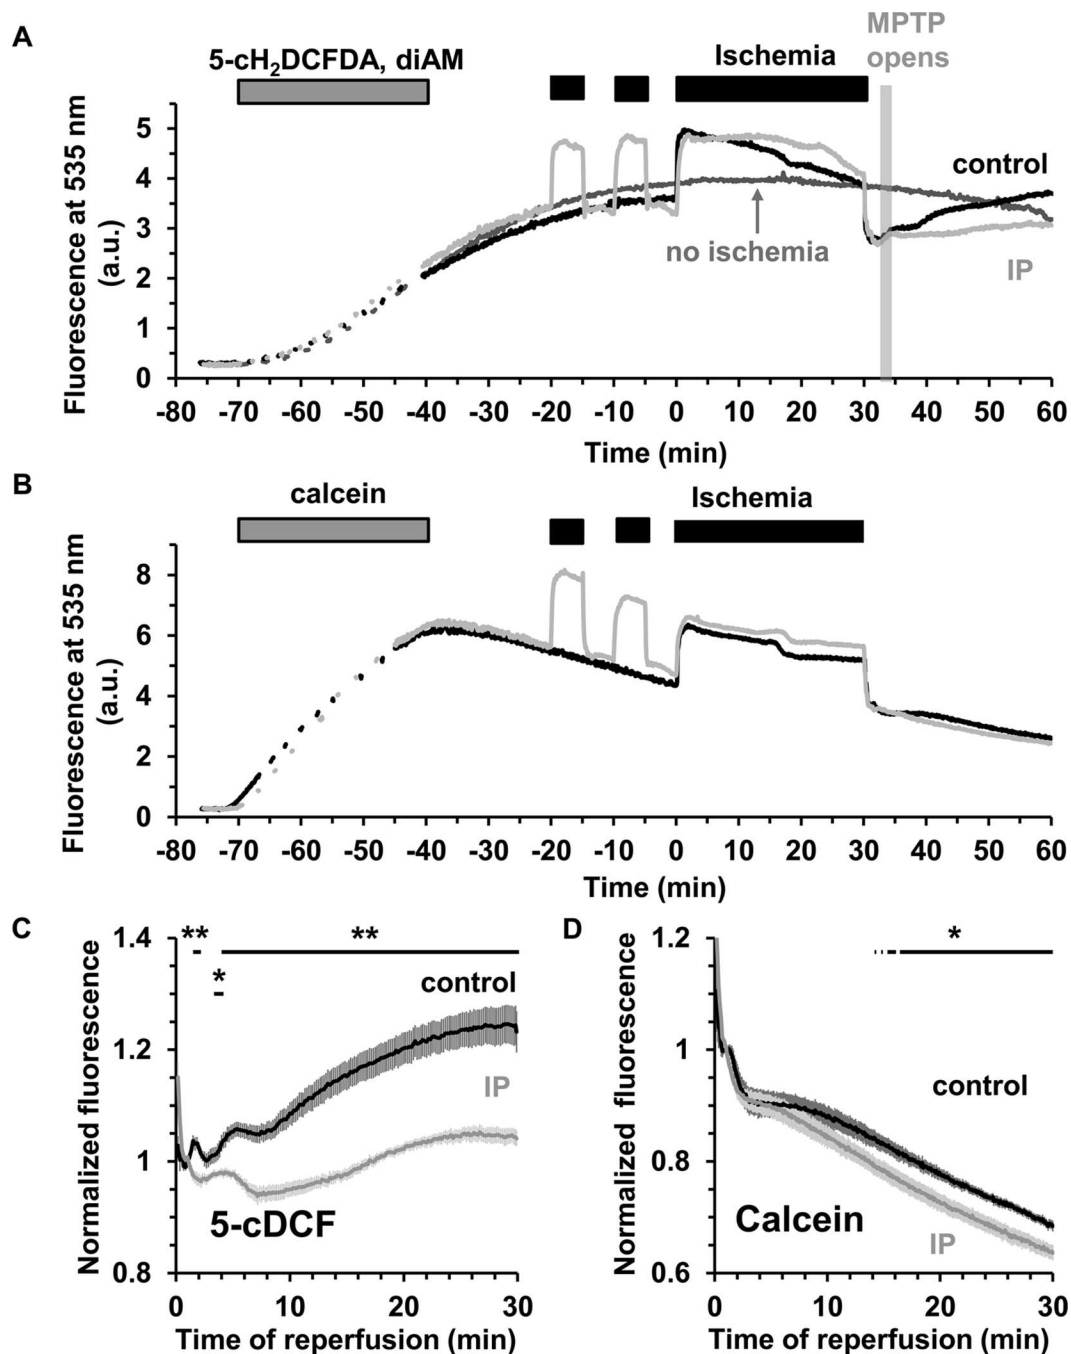 A
5-cH₂DCFDA, diAM
Ischemia
MPTP
opens
Fluorescence at 535 nm
(a.u.)
5
4
3
2
1
0
control
no ischemia
IP
-80 -70 -60 -50 -40 -30 -20 -10 0 10 20 30 40 50 60
Time (min)
B
calcein
Ischemia
Fluorescence at 535 nm
(a.u.)
8
6
4
2
0
-80 -70 -60 -50 -40 -30 -20 -10 0 10 20 30 40 50 60
Time (min)
C
Normalized fluorescence
1.4
1.2
1
0.8
** **
*
control
IP
5-cDCF
0 10 20 30
Time of reperfusion (min)
D
Normalized fluorescence
1.2
1
0.8
0.6
*
control
Calcein
IP
0 10 20 30
Time of reperfusion (min)